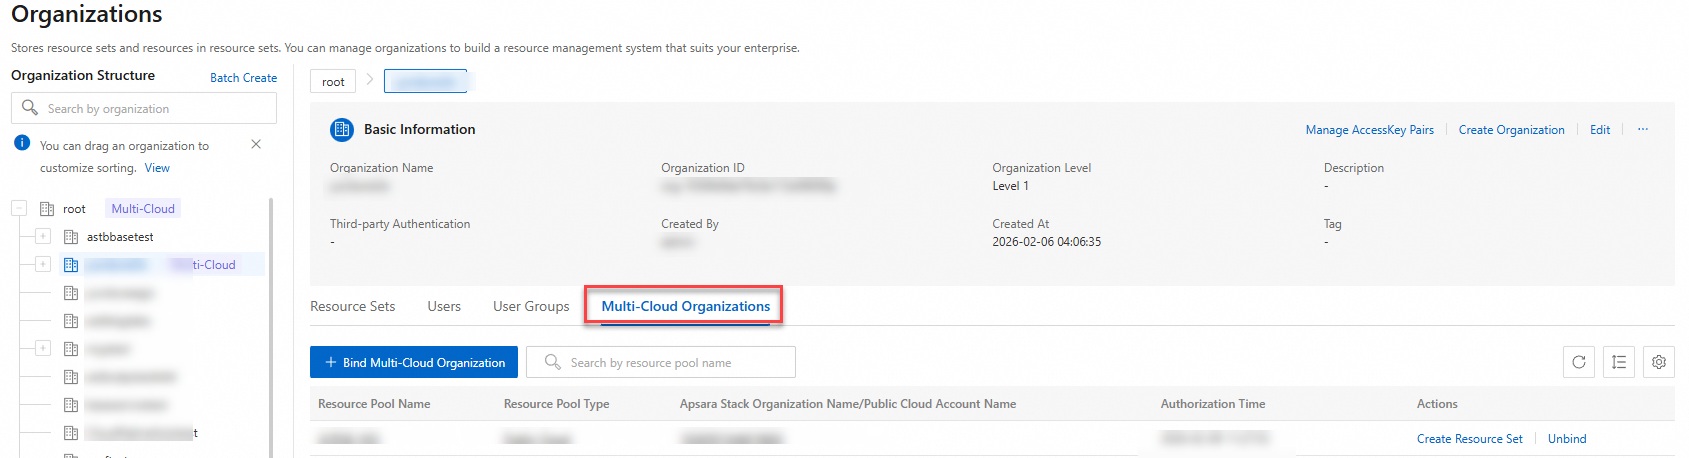 Organizations
Stores resource sets and resources in resource sets. You can manage organizations to build a resource management system that suits your enterprise.
Organization Structure
Batch Create
Search by organization
You can drag an organization to
customize sorting. View
root Multi-Cloud
astbbasetest
ti-Cloud
t
root
Basic Information
Manage AccessKey Pairs
Create Organization
Edit
...
Organization Name
Organization ID
Organization Level
Level 1
Description
-
Third-party Authentication
-
Created By
Created At
2026-02-06 04:06:35
Tag
-
Resource Sets
Users
User Groups
Multi-Cloud Organizations
+ Bind Multi-Cloud Organization
Search by resource pool name
Resource Pool Name
Resource Pool Type
Apsara Stack Organization Name/Public Cloud Account Name
Authorization Time
Actions
Create Resource Set
Unbind